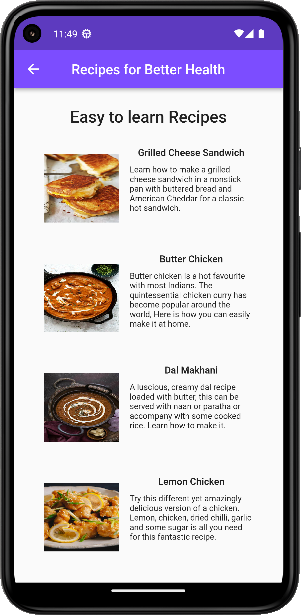 11:49
Recipes for Better Health
Easy to learn Recipes
Grilled Cheese Sandwich
Learn how to make a grilled
cheese sandwich in a nonstick
pan with buttered bread and
American Cheddar for a classic
hot sandwich.
Butter Chicken
Butter chicken is a hot favourite
with most Indians. The
quintessential chicken curry has
become popular around the
world, Here is how you can easily
make it at home.
Dal Makhani
A luscious, creamy dal recipe
loaded with butter, this can be
served with naan or paratha or
accompany with some cooked
rice. Learn how to make it.
Lemon Chicken
Try this different yet amazingly
delicious version of a chicken.
Lemon, chicken, dried chilli, garlic
and some sugar is all you need
for this fantastic recipe.